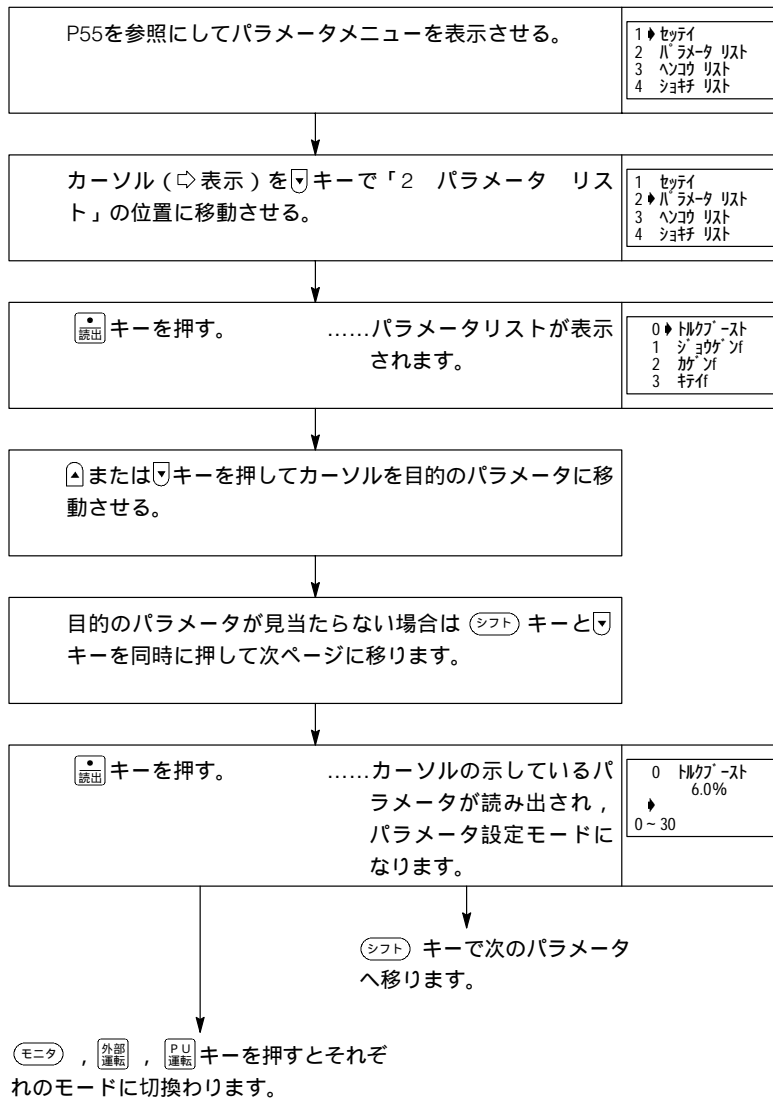 P55を参照にしてパラメータメニューを表示させる。
1 ♦ ｾｯﾃｲ
2 ﾊﾟﾗﾒｰﾀ ﾘｽﾄ
3 ﾍﾝｺｳ ﾘｽﾄ
4 ｼｮｷﾁ ﾘｽﾄ
カーソル（⇨表示）を▼キーで「2 パラメータ リス
ト」の位置に移動させる。
1 ｾｯﾃｲ
2 ♦ ﾊﾟﾗﾒｰﾀ ﾘｽﾄ
3 ﾍﾝｺｳ ﾘｽﾄ
4 ｼｮｷﾁ ﾘｽﾄ
・
読出 キーを押す。 ……パラメータリストが表示
されます。
0 ♦ ﾄﾙｸﾌﾞｰｽﾄ
1 ｼﾞｮｳｹﾞﾝf
2 ｶｹﾞﾝf
3 ｷﾃｲf
▲または▼キーを押してカーソルを目的のパラメータに移
動させる。
目的のパラメータが見当たらない場合は シフト キーと▼
キーを同時に押して次ページに移ります。
・
読出 キーを押す。 ……カーソルの示しているパ
ラメータが読み出され，
パラメータ設定モードに
なります。
0 ﾄﾙｸﾌﾞｰｽﾄ
6.0%
♦
0～30
シフト キーで次のパラメータ
へ移ります。
モニタ ， 外部運転 ， PU運転 キーを押すとそれぞ
れのモードに切換わります。